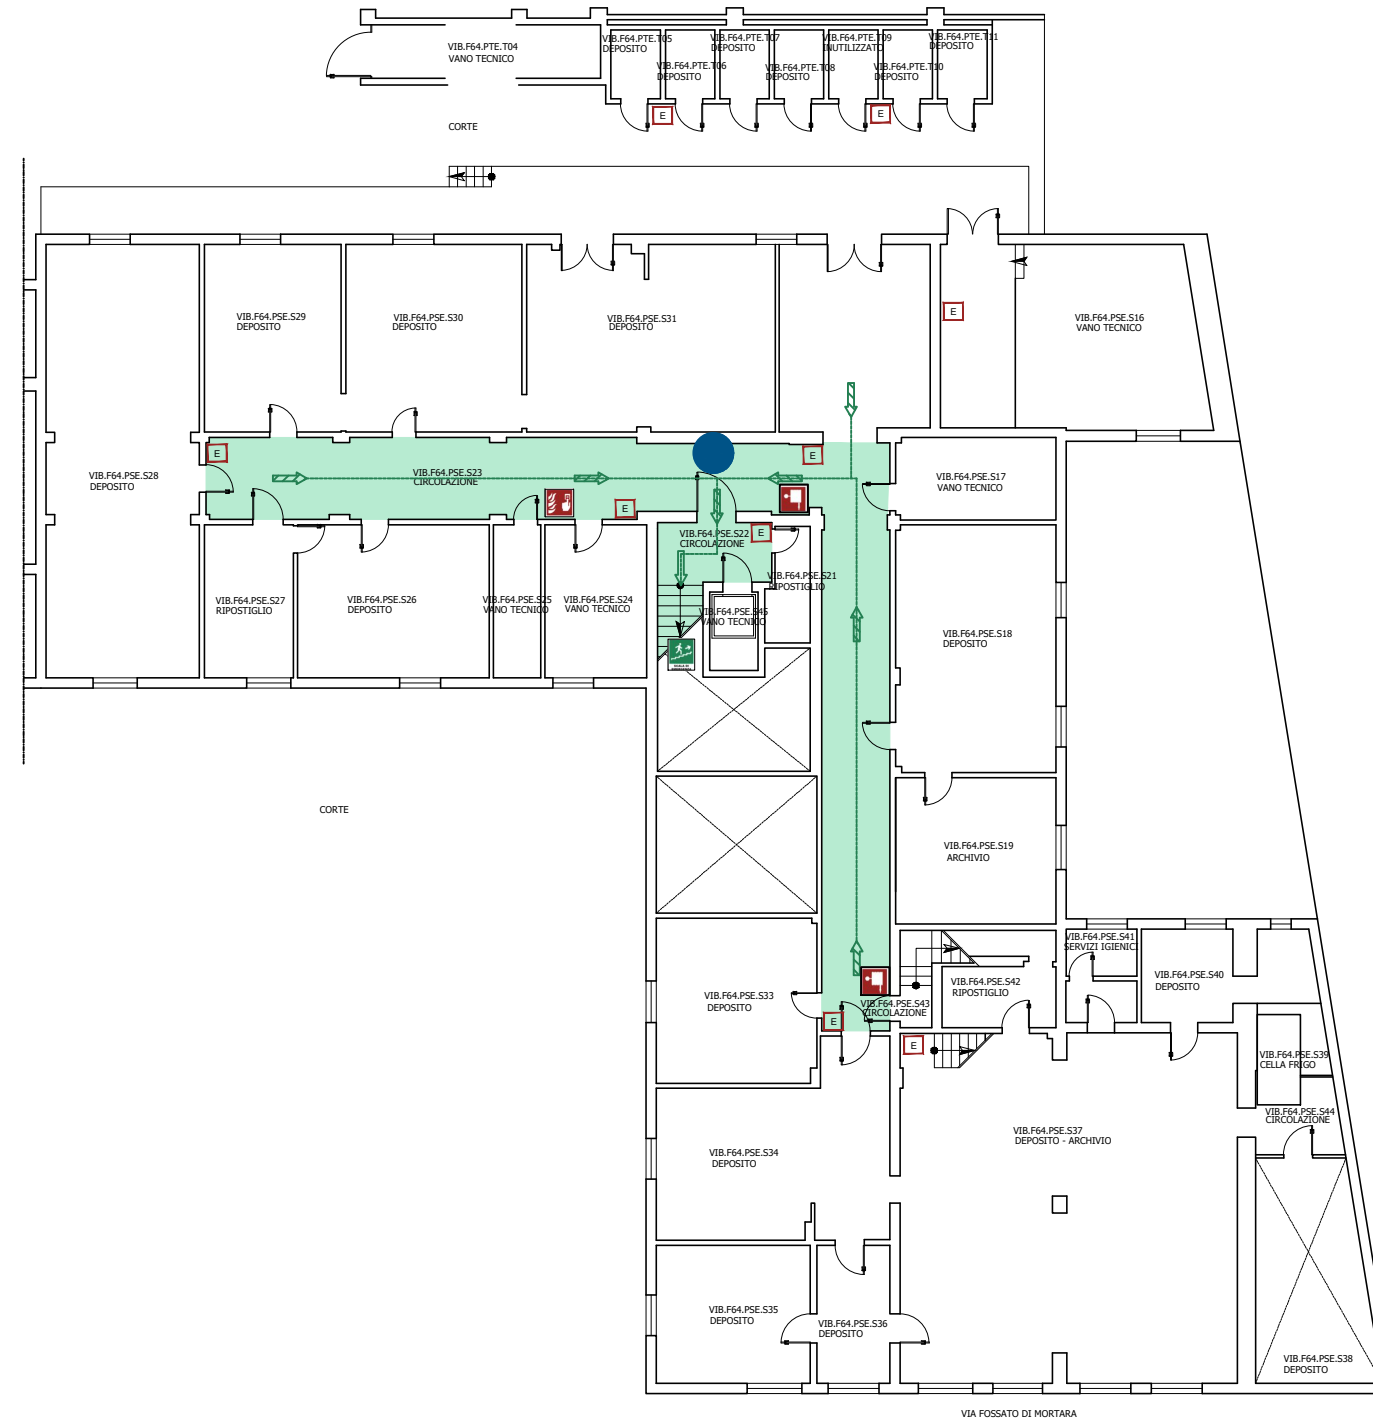 VIB.F64.PTE.T04
VANO TECNICO
VIB.F64.PTE.T05
DEPOSITO
VIB.F64.PTE.T06
DEPOSITO
VIB.F64.PTE.T07
DEPOSITO
VIB.F64.PTE.T08
DEPOSITO
VIB.F64.PTE.T09
INUTILIZZATO
VIB.F64.PTE.T10
DEPOSITO
VIB.F64.PTE.T11
DEPOSITO
E
E
CORTE
VIB.F64.PSE.S29
DEPOSITO
VIB.F64.PSE.S30
DEPOSITO
VIB.F64.PSE.S31
DEPOSITO
E
VIB.F64.PSE.S16
VANO TECNICO
VIB.F64.PSE.S28
DEPOSITO
E
VIB.F64.PSE.S23
CIRCOLAZIONE
E
E
VIB.F64.PSE.S17
VANO TECNICO
VIB.F64.PSE.S22
CIRCOLAZIONE
E
VIB.F64.PSE.S21
RIPOSTIGLIO
VIB.F64.PSE.S27
RIPOSTIGLIO
VIB.F64.PSE.S26
DEPOSITO
VIB.F64.PSE.S25
VANO TECNICO
VIB.F64.PSE.S24
VANO TECNICO
VIB.F64.PSE.S45
VANO TECNICO
VIB.F64.PSE.S18
DEPOSITO
CORTE
VIB.F64.PSE.S19
ARCHIVIO
VIB.F64.PSE.S41
SERVIZI IGIENICI
VIB.F64.PSE.S40
DEPOSITO
VIB.F64.PSE.S42
RIPOSTIGLIO
VIB.F64.PSE.S33
DEPOSITO
VIB.F64.PSE.S43
CIRCOLAZIONE
E
E
VIB.F64.PSE.S39
CELLA FRIGO
VIB.F64.PSE.S44
CIRCOLAZIONE
VIB.F64.PSE.S37
DEPOSITO - ARCHIVIO
VIB.F64.PSE.S34
DEPOSITO
VIB.F64.PSE.S35
DEPOSITO
VIB.F64.PSE.S36
DEPOSITO
VIB.F64.PSE.S38
DEPOSITO
VIA FOSSATO DI MORTARA